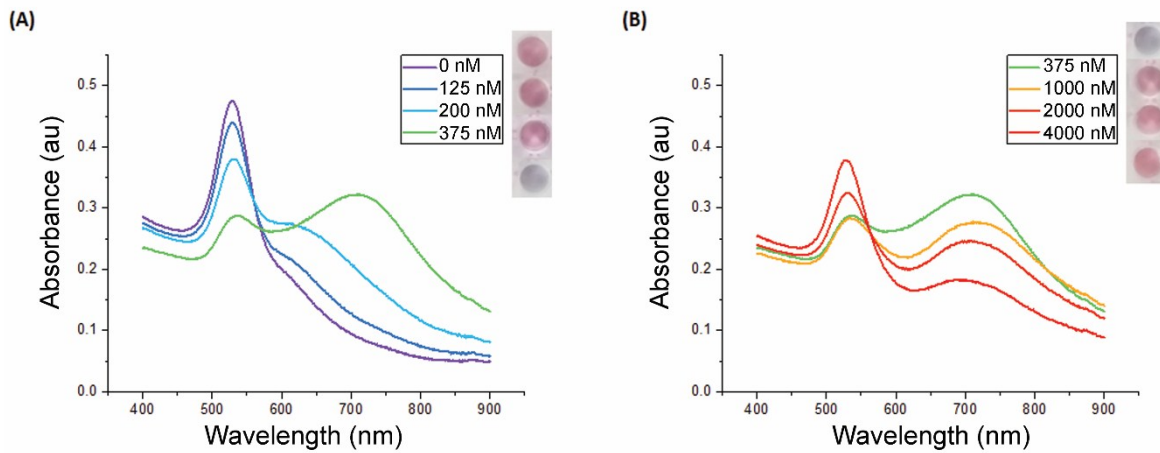 (A)
0 nM
125 nM
200 nM
375 nM
0.5
0.4
0.3
0.2
0.1
0.0
Absorbance (au)
400 500 600 700 800 900
Wavelength (nm)
(B)
375 nM
1000 nM
2000 nM
4000 nM
0.5
0.4
0.3
0.2
0.1
0.0
Absorbance (au)
400 500 600 700 800 900
Wavelength (nm)